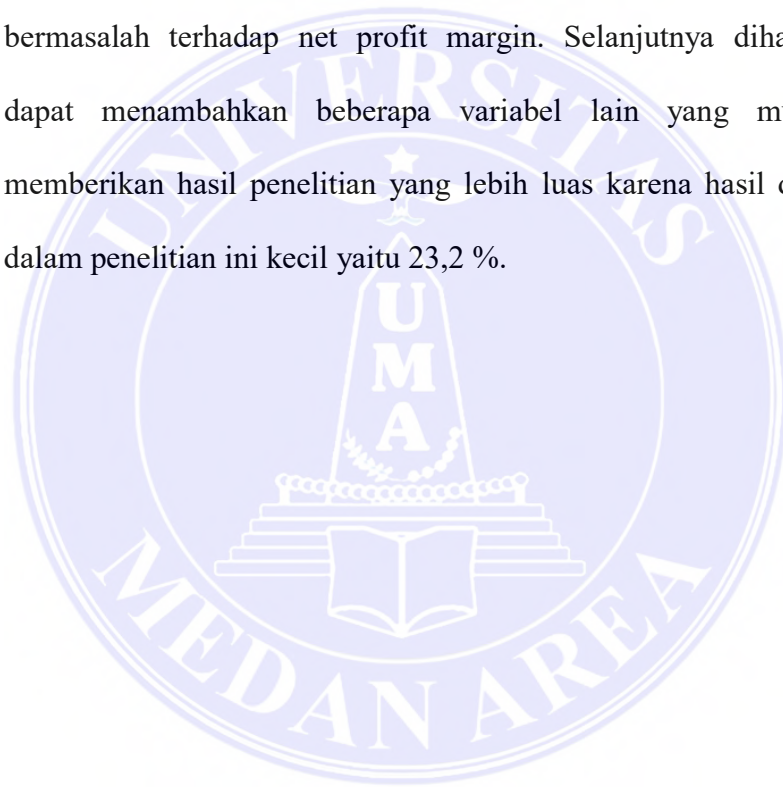 bermasalah terhadap net profit margin. Selanjutnya
dapat menambahkan beberapa variabel lain yang
memberikan hasil penelitian yang lebih luas karena hasil
dalam penelitian ini kecil yaitu 23,2 %.
UNIVERSITAS
UMA
MEDAN AREA